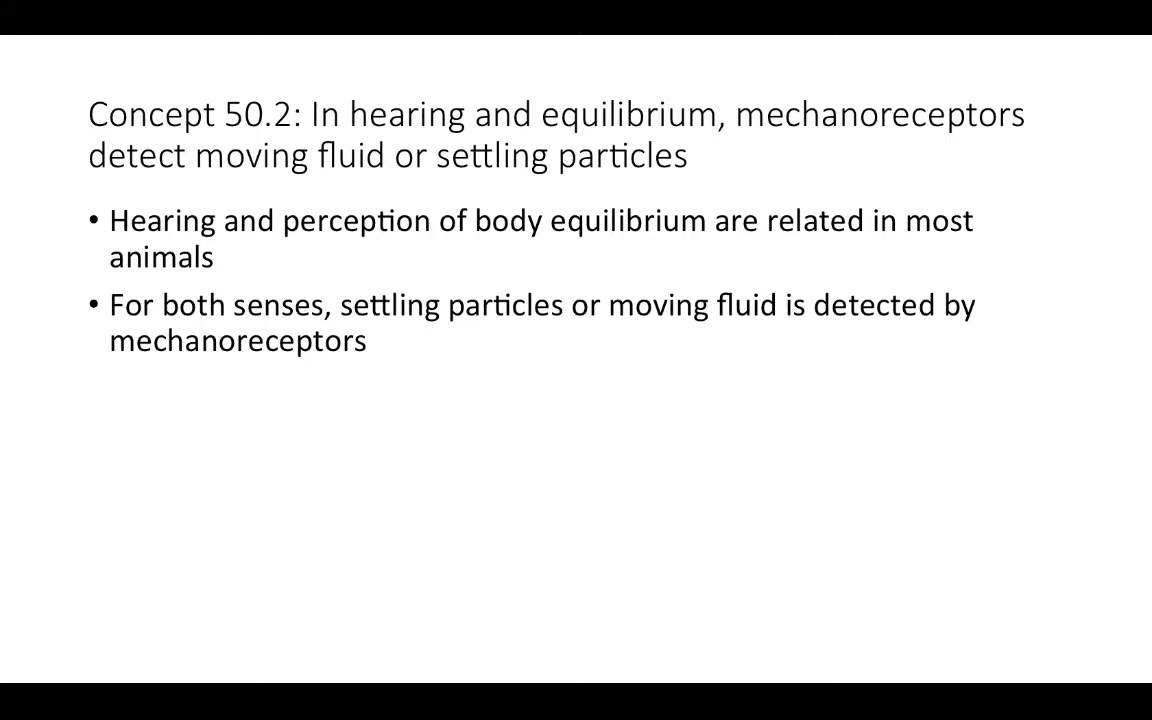 Concept 50.2: In hearing and equilibrium, mechanoreceptors
detect moving fluid or settling particles
• Hearing and perception of body equilibrium are related in most
animals
• For both senses, settling particles or moving fluid is detected by
mechanoreceptors